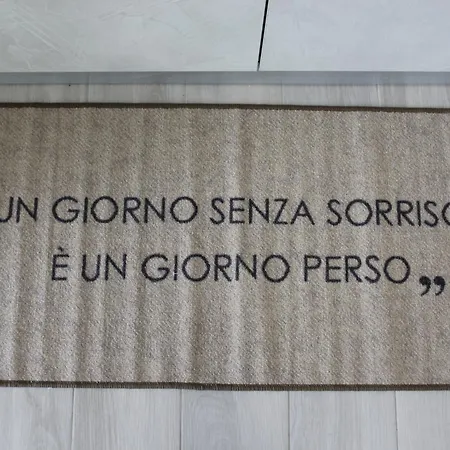 UN GIORNO SENZA SORRISO
È UN GIORNO PERSO„